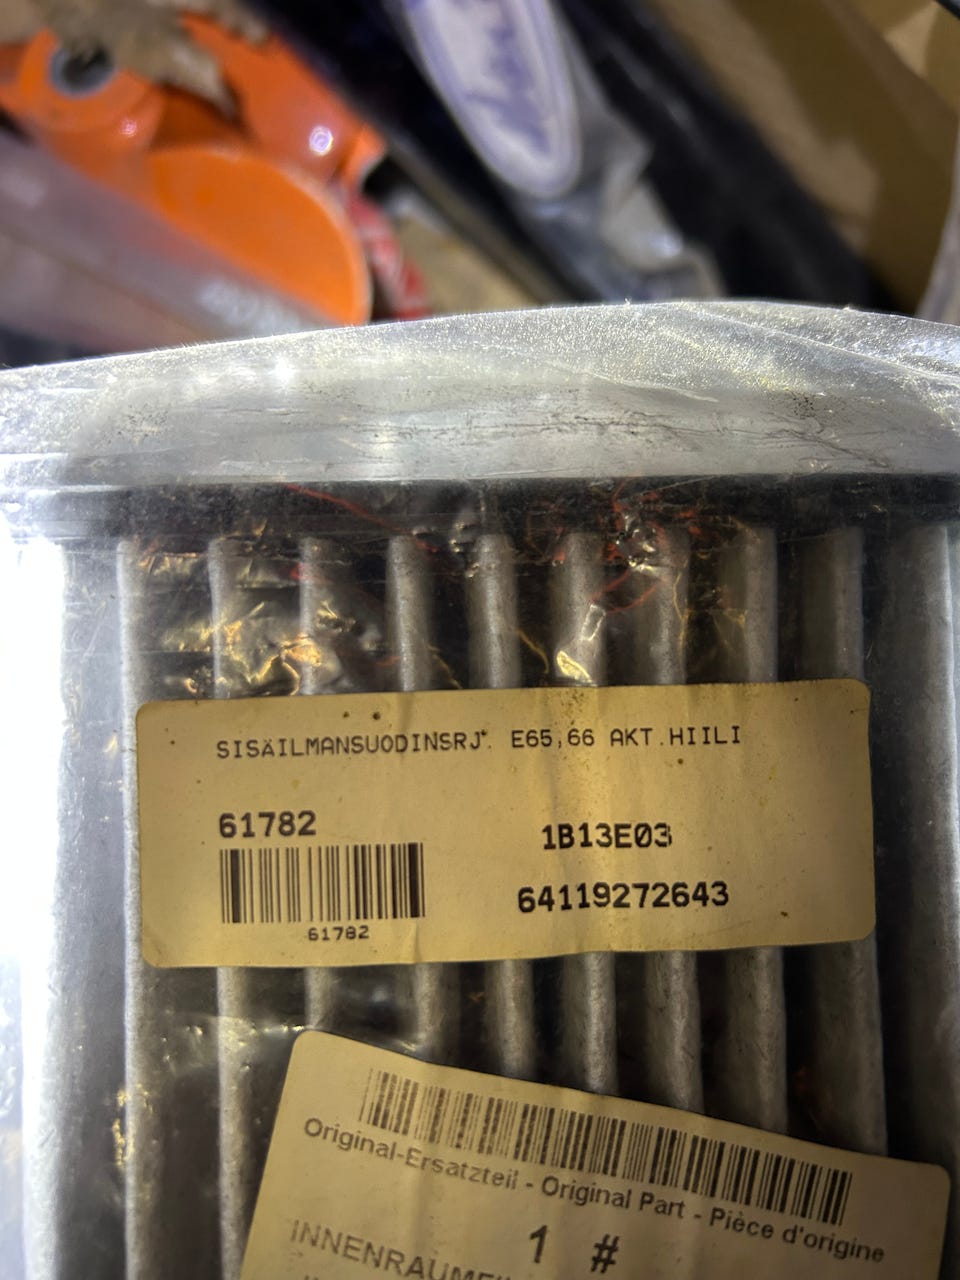 SISÄILMANSUODINSRJ. E65,66 AKT.HIILI
61782
1B13E03
64119272643
61782
Original-Ersatzteil - Original Part - Pièce d'origine
1 #